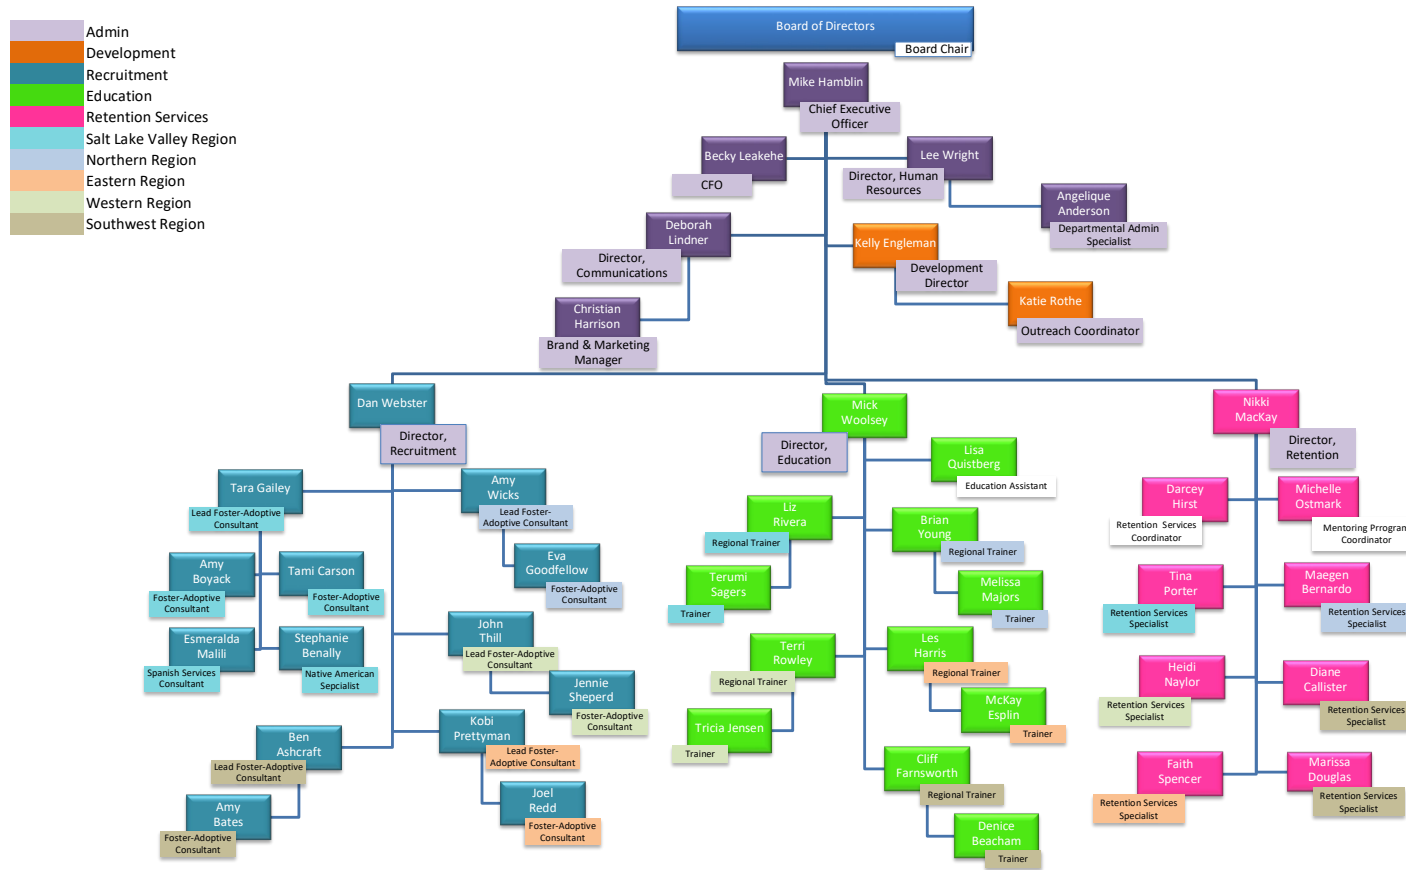 Admin
Development
Recruitment
Education
Retention Services
Salt Lake Valley Region
Northern Region
Eastern Region
Western Region
Southwest Region
Board of Directors
Board Chair
Mike Hamblin
Chief Executive
Officer
Becky Leakehe
CFO
Lee Wright
Director, Human
Resources
Angelique
Anderson
Departmental Admin
Specialist
Deborah
Lindner
Director,
Communications
Kelly Engleman
Development
Director
Christian
Harrison
Brand & Marketing
Manager
Katie Rothe
Outreach Coordinator
Dan Webster
Director,
Recruitment
Tara Gailey
Lead Foster-Adoptive
Consultant
Amy
Wicks
Lead Foster-
Adoptive Consultant
Amy
Boyack
Foster-Adoptive
Consultant
Tami Carson
Foster-Adoptive
Consultant
Eva
Goodfellow
Foster-Adoptive
Consultant
Esmeralda
Malili
Spanish Services
Consultant
Stephanie
Benally
Native American
Sepcialist
John
Thill
Lead Foster-Adoptive
Consultant
Jennie
Sheperd
Foster-Adoptive
Consultant
Ben
Ashcraft
Lead Foster-Adoptive
Consultant
Kobi
Prettyman
Lead Foster-
Adoptive Consultant
Amy
Bates
Foster-Adoptive
Consultant
Joel
Redd
Foster-Adoptive
Consultant
Mick
Woolsey
Director,
Education
Lisa
Quistberg
Education Assistant
Liz
Rivera
Regional Trainer
Brian
Young
Regional Trainer
Terumi
Sagers
Trainer
Melissa
Majors
Trainer
Terri
Rowley
Regional Trainer
Les
Harris
Regional Trainer
Tricia Jensen
Trainer
McKay
Esplin
Trainer
Cliff
Farnsworth
Regional Trainer
Denice
Beacham
Trainer
Nikki
MacKay
Director,
Retention
Darcey
Hirst
Retention Services
Coordinator
Michelle
Ostmark
Mentoring Prrogram
Coordinator
Tina
Porter
Retention Services
Specialist
Maegen
Bernardo
Retention Services
Specialist
Heidi
Naylor
Retention Services
Specialist
Diane
Callister
Retention Services
Specialist
Faith
Spencer
Retention Services
Specialist
Marissa
Douglas
Retention Services
Specialist